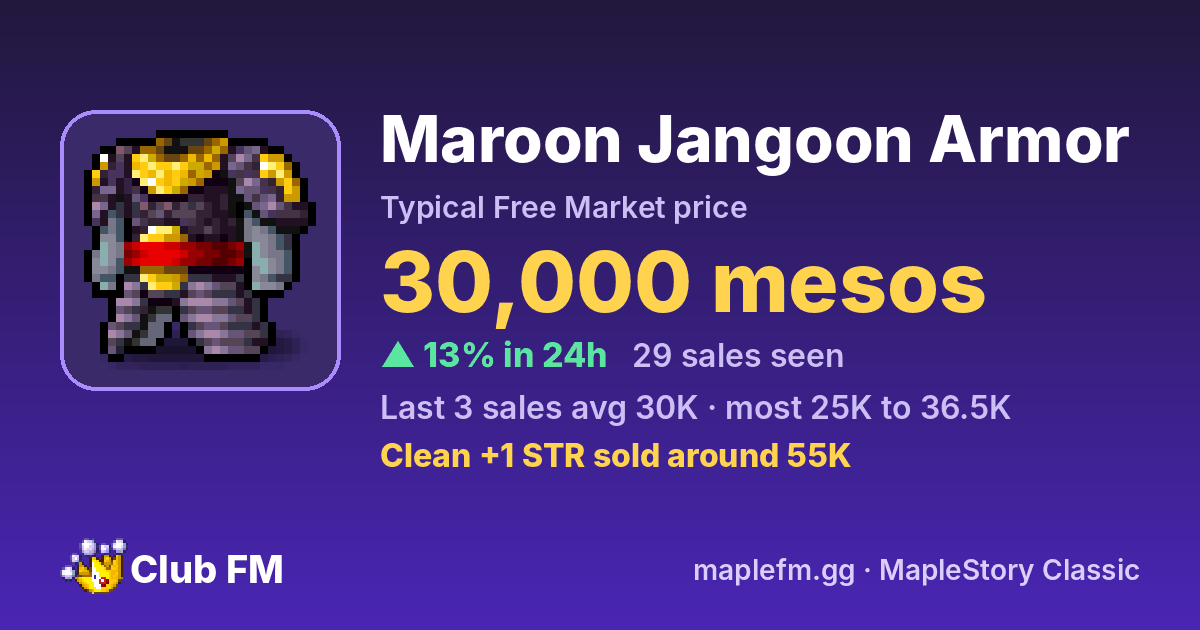 Maroon Jangoon Armor
Typical Free Market price
30,000 mesos
▲ 13% in 24h 29 sales seen
Last 3 sales avg 30K · most 25K to 36.5K
Clean +1 STR sold around 55K
Club FM
maplefm.gg · MapleStory Classic